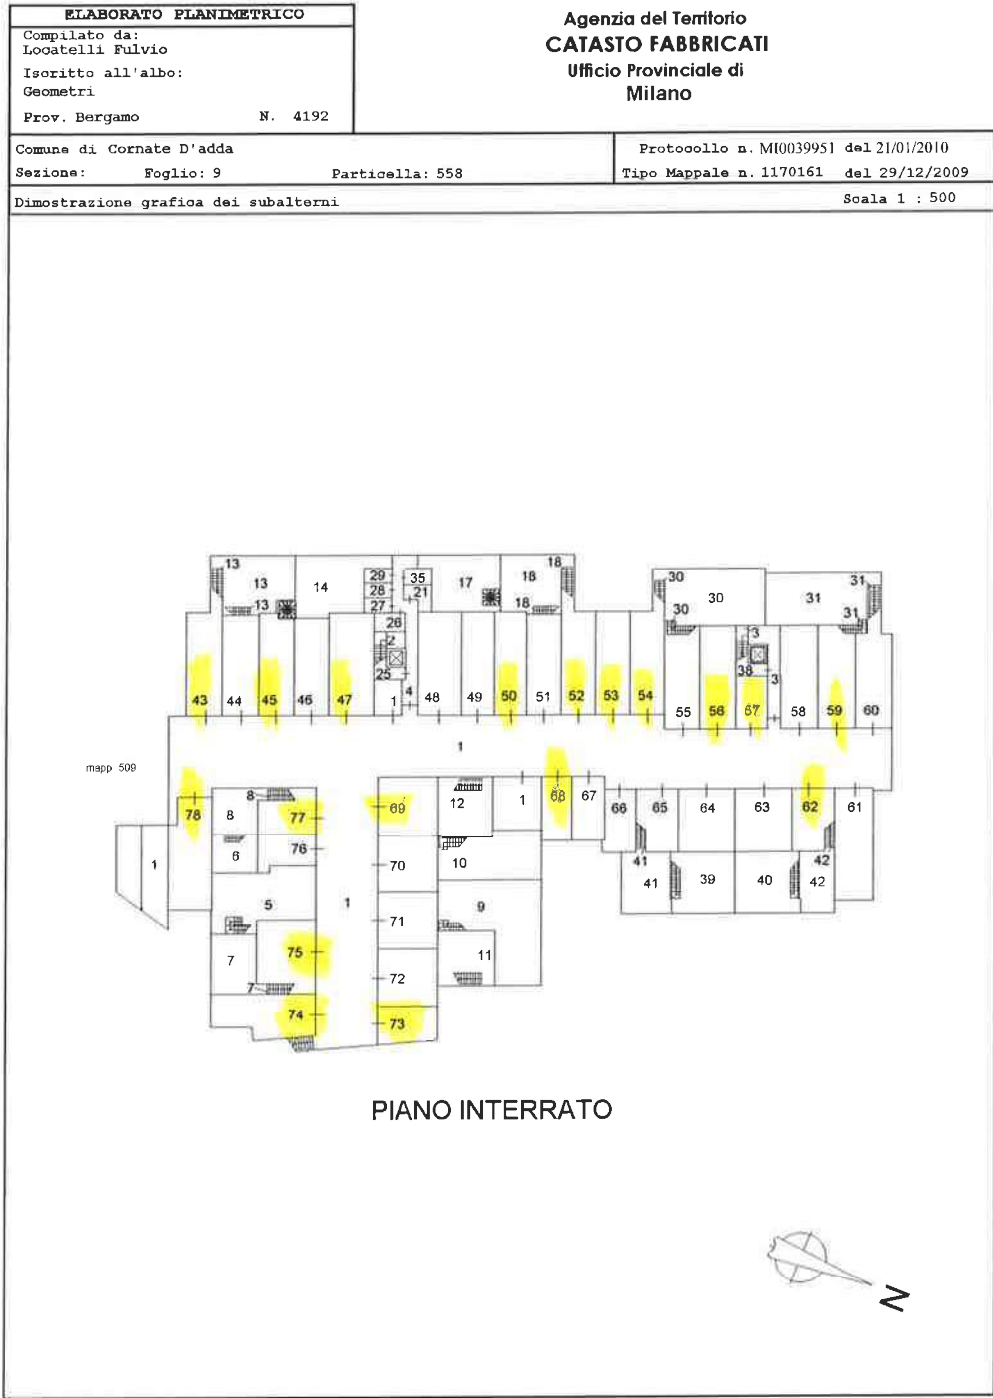 ELABORATO PLANIMETRICO
Compilato da:
Locatelli Fulvio
Iscritto all'albo:
Geometri
Prov. Bergamo N. 4192
Agenzia del Territorio
CATASTO FABBRICATI
Ufficio Provinciale di
Milano
Comune di Cornate D'adda
Sezione: Foglio: 9 Particella: 558
Protocollo n. MI0039951 del 21/01/2010
Tipo Mappale n. 1170161 del 29/12/2009
Dimostrazione grafica dei subalterni
Scala 1 : 500
13 18
13 14 29 35 17 18 30 30 31 31
28 21
13 27 18 30 31
26
2 3
25 38 3
4
43 44 45 46 47 1 48 49 50 51 52 53 54 55 56 57 58 59 60
1
mapp 509
8 12 1 68 67
78 8 77 69 66 65 64 63 62 61
6 76
1 70 10 41 42
41 39 40 42
5 1 9
71
75
7 11
72
7
74 73
PIANO INTERRATO
N